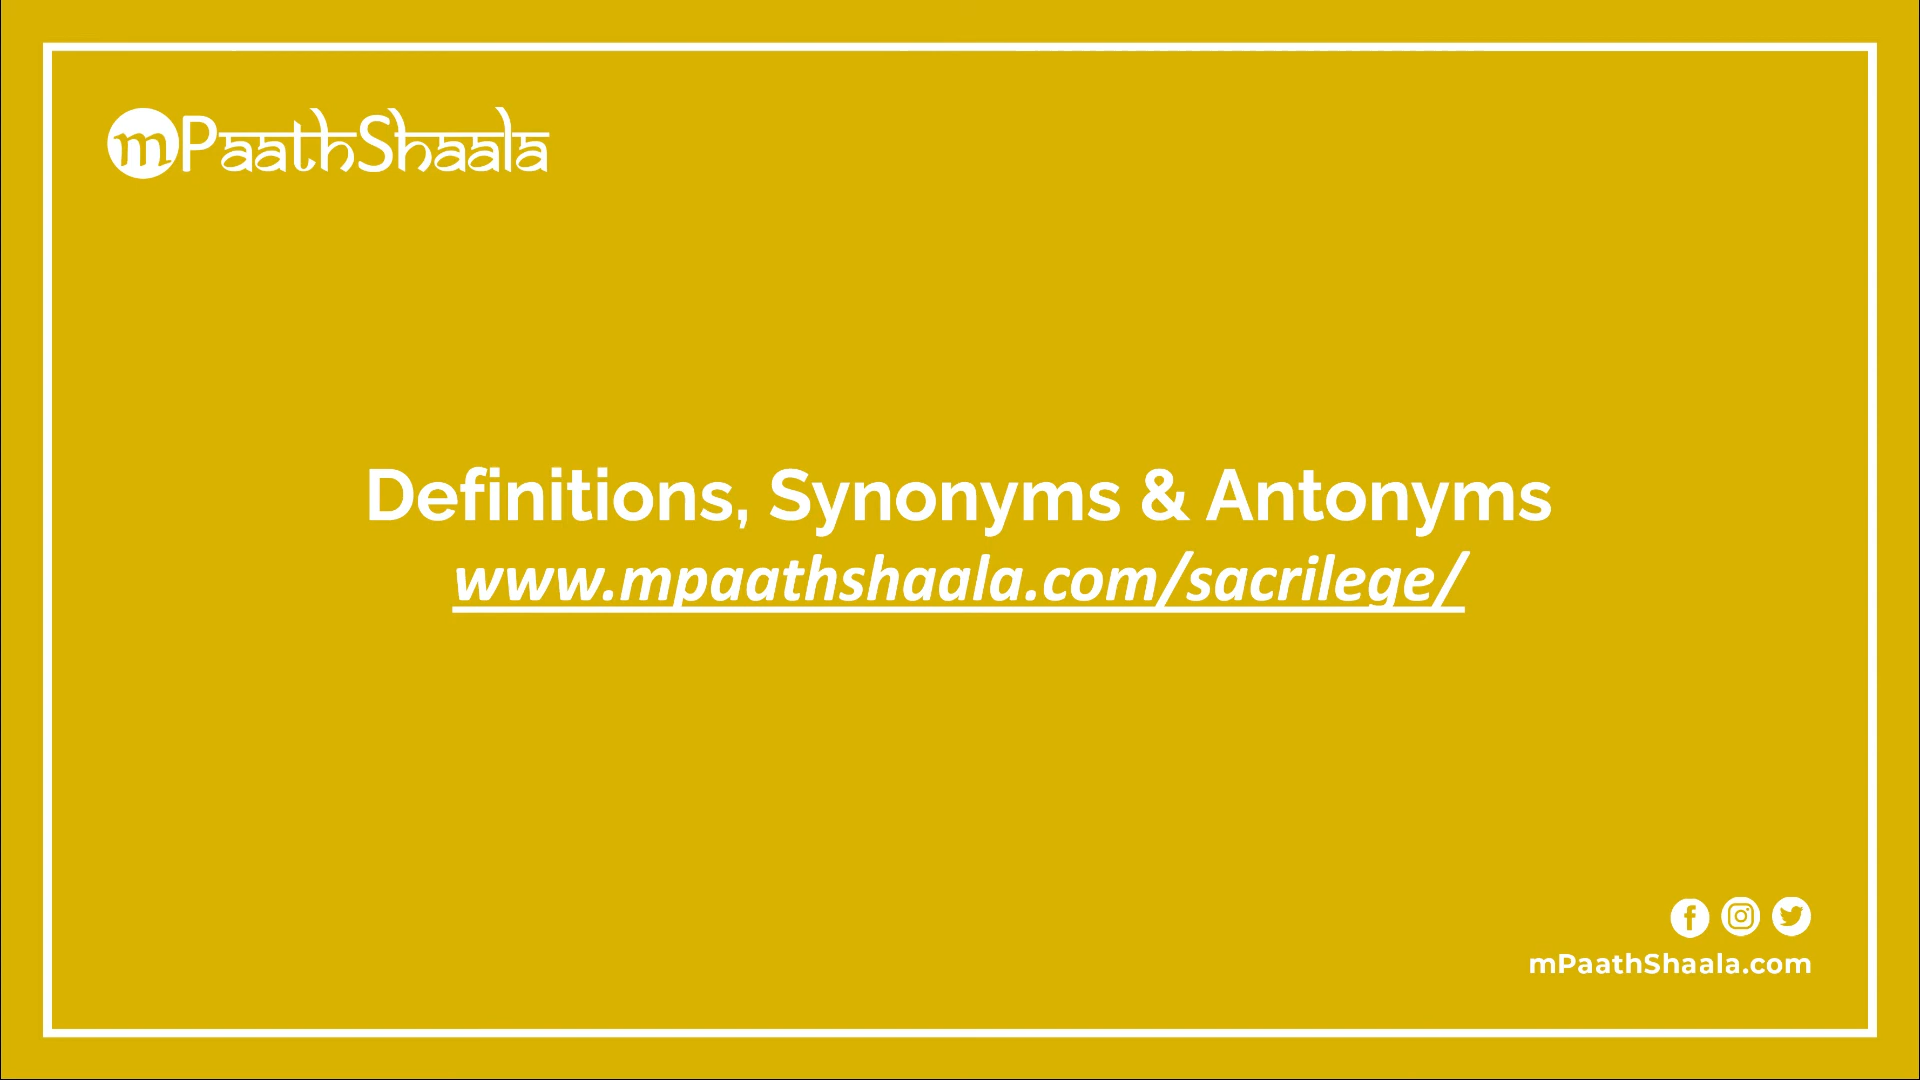 mPaathShaala
Definitions, Synonyms & Antonyms
www.mpaathshaala.com/sacrilege/
mPaathShaala.com